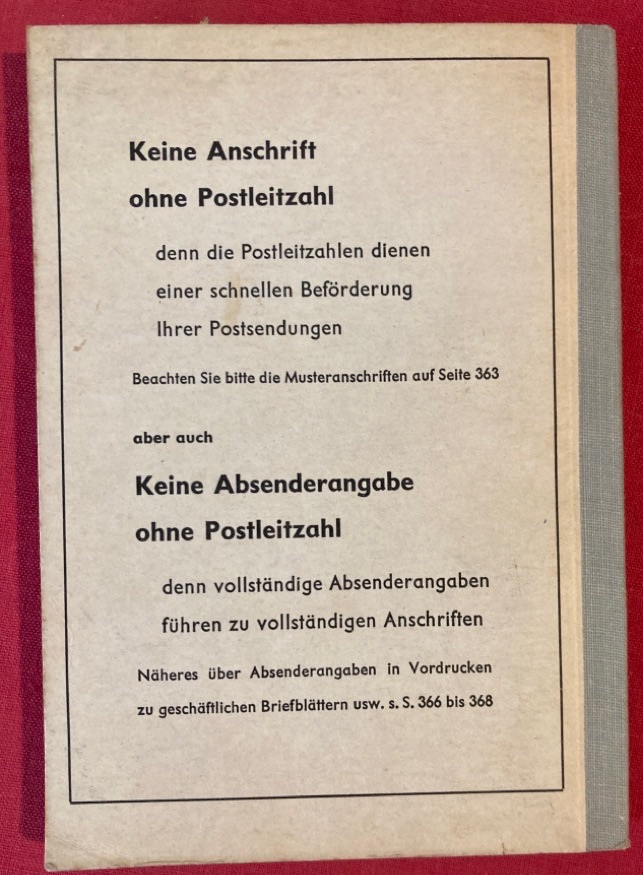 Keine Anschrift
ohne Postleitzahl
denn die Postleitzahlen dienen
einer schnellen Beförderung
Ihrer Postsendungen
Beachten Sie bitte die Musteranschriften auf Seite 363
aber auch
Keine Absenderangabe
ohne Postleitzahl
denn vollständige Absenderangaben
führen zu vollständigen Anschriften
Näheres über Absenderangaben in Vordrucken
zu geschäftlichen Briefblättern usw. s. S. 366 bis 368